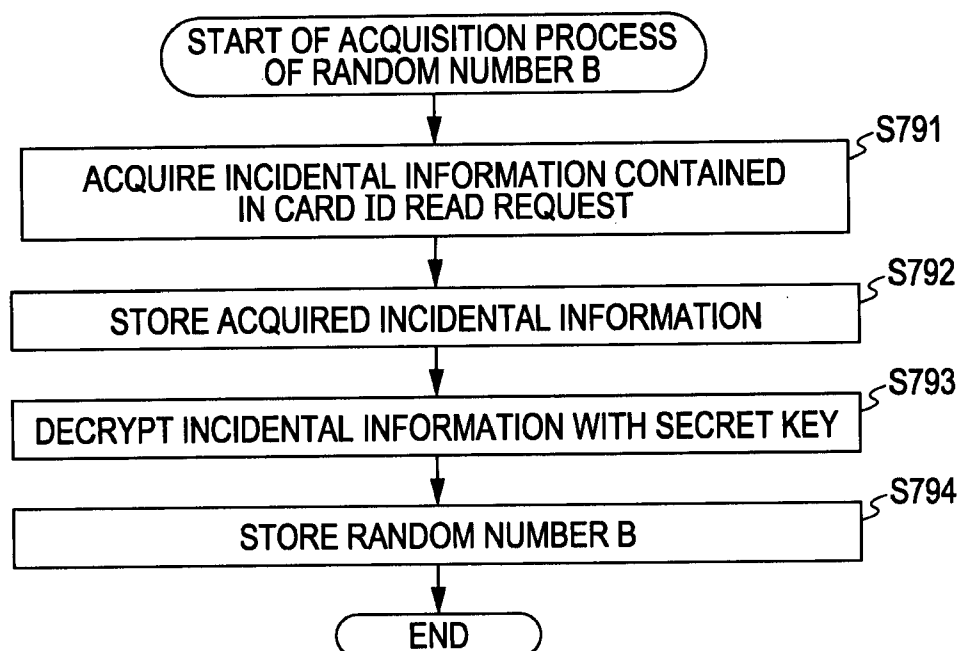 START OF ACQUISITION PROCESS
OF RANDOM NUMBER B
S791
ACQUIRE INCIDENTAL INFORMATION CONTAINED
IN CARD ID READ REQUEST
S792
STORE ACQUIRED INCIDENTAL INFORMATION
S793
DECRYPT INCIDENTAL INFORMATION WITH SECRET KEY
S794
STORE RANDOM NUMBER B
END